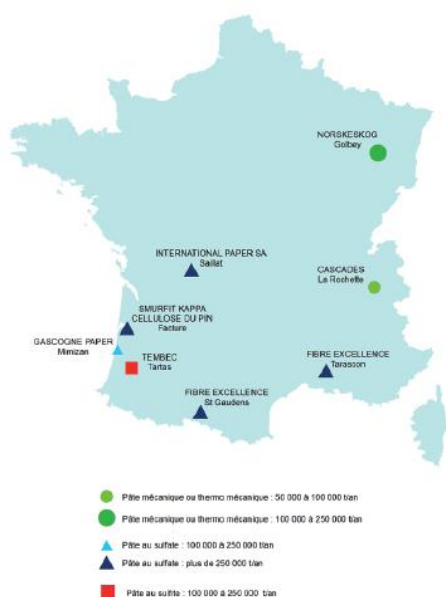 NORSKESKOG
Golbey
INTERNATIONAL PAPER SA
Saillat
CASCADES
La Rochette
SMURFIT KAPPA
CELLULOSE DU PIN
Facture
GASCOGNE PAPER
Mimizan
TEMBEC
Tartas
FIBRE EXCELLENCE
Tarascon
FIBRE EXCELLENCE
St Gaudens
Pâte mécanique ou thermo mécanique : 50 000 à 100 000 t/an
Pâte mécanique ou thermo mécanique : 100 000 à 250 000 t/an
Pâte au sulfate : 100 000 à 250 000 t/an
Pâte au sulfate : plus de 250 000 t/an
Pâte au sulfite : 100 000 à 250 000 t/an